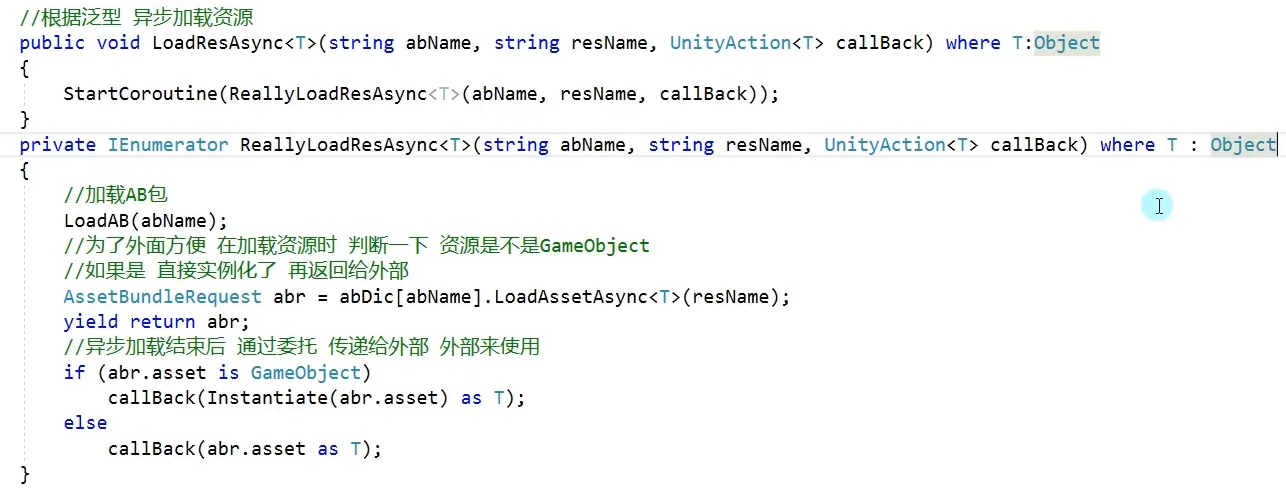 //根据泛型 异步加载资源
public void LoadResAsync<T>(string abName, string resName, UnityAction<T> callBack) where T:Object
{
StartCoroutine(ReallyLoadResAsync<T>(abName, resName, callBack));
}
private IEnumerator ReallyLoadResAsync<T>(string abName, string resName, UnityAction<T> callBack) where T : Object
{
//加载AB包
LoadAB(abName);
//为了外面方便 在加载资源时 判断一下 资源是不是GameObject
//如果是 直接实例化了 再返回给外部
AssetBundleRequest abr = abDic[abName].LoadAssetAsync<T>(resName);
yield return abr;
//异步加载结束后 通过委托 传递给外部 外部来使用
if (abr.asset is GameObject)
callBack(Instantiate(abr.asset) as T);
else
callBack(abr.asset as T);
}